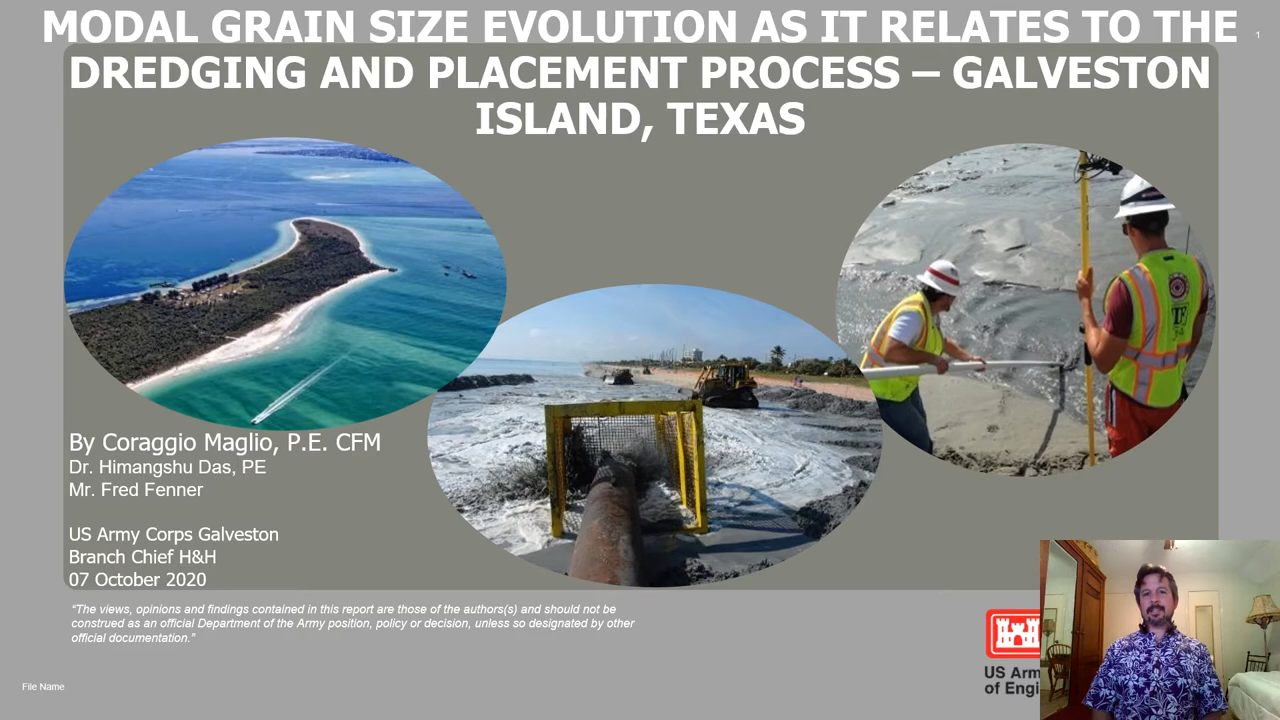 MODAL GRAIN SIZE EVOLUTION AS IT RELATES TO THE
DREDGING AND PLACEMENT PROCESS – GALVESTON
ISLAND, TEXAS
1
By Coraggio Maglio, P.E. CFM
Dr. Himangshu Das, PE
Mr. Fred Fenner
US Army Corps Galveston
Branch Chief H&H
07 October 2020
“The views, opinions and findings contained in this report are those of the authors(s) and should not be
construed as an official Department of the Army position, policy or decision, unless so designated by other
official documentation.”
US Arm
of Engi
File Name